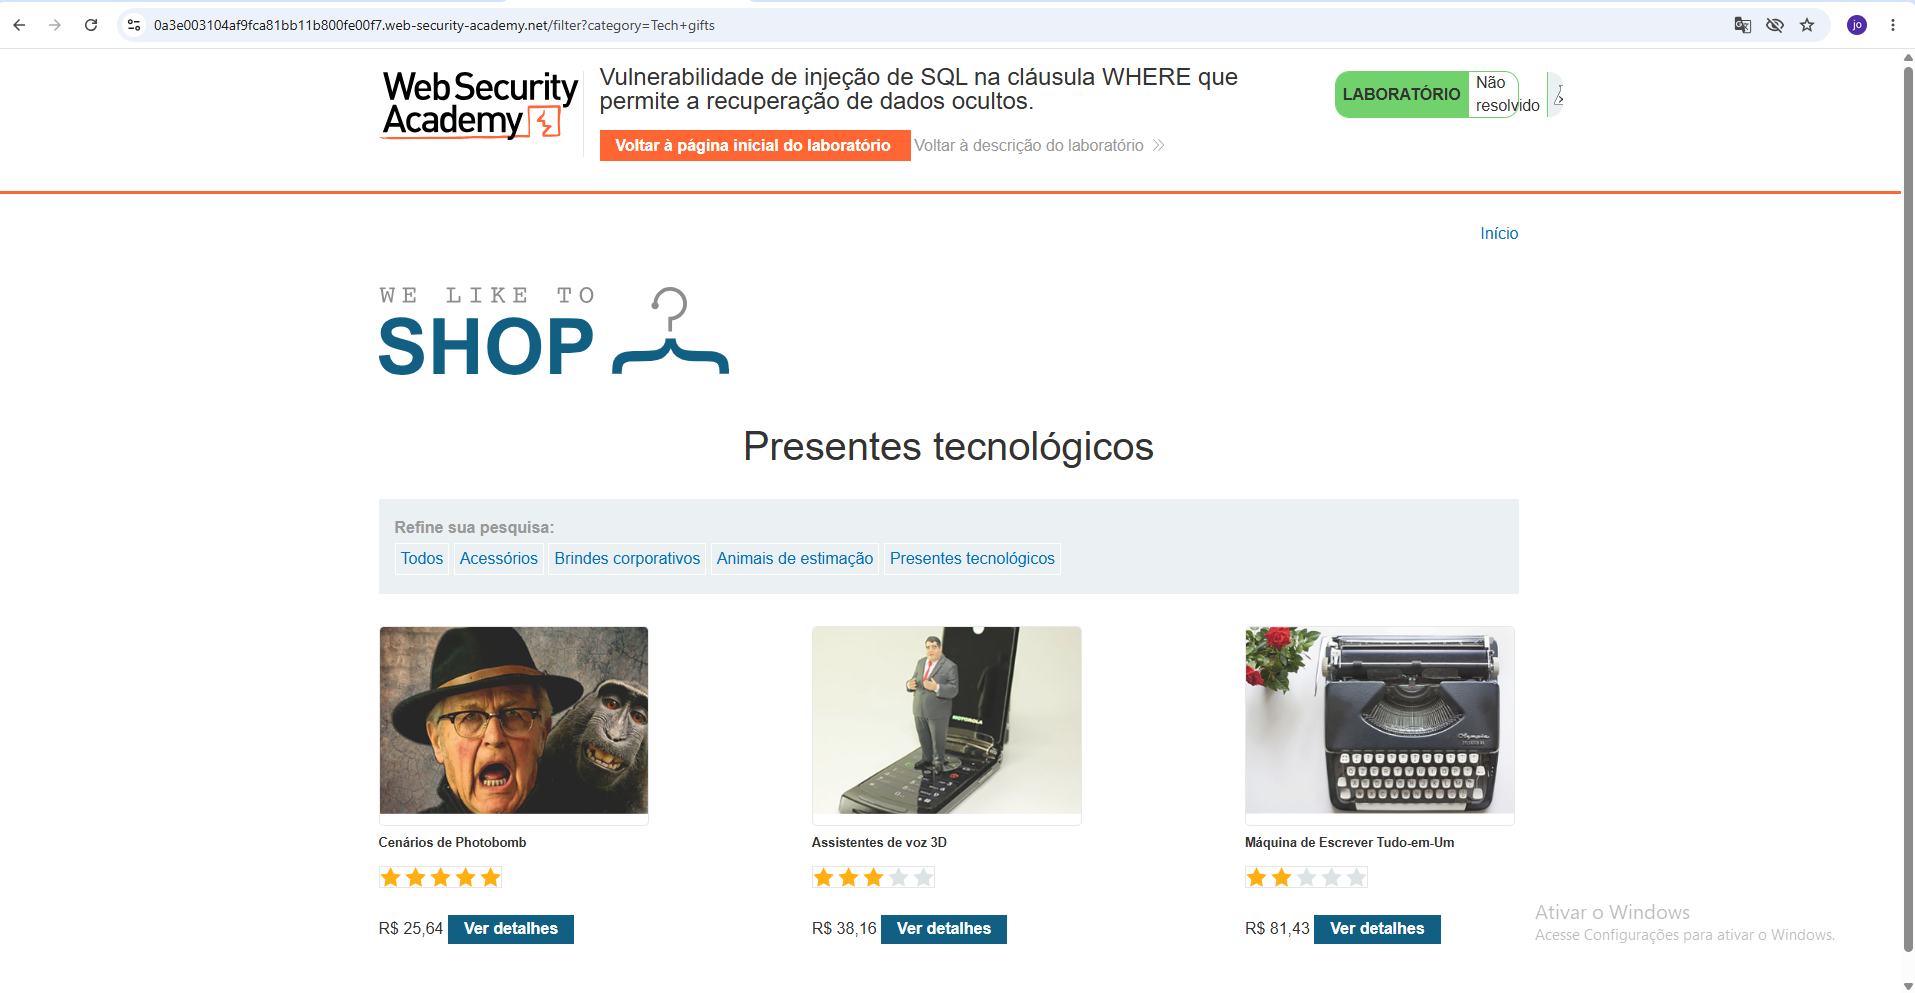 0a3e003104af9fca81bb11b800fe00f7.web-security-academy.net/filter?category=Tech+gifts
jo
WebSecurity
Academy
Vulnerabilidade de injeção de SQL na cláusula WHERE que
permite a recuperação de dados ocultos.
Voltar à página inicial do laboratório
Voltar à descrição do laboratório
LABORATÓRIO
Não
resolvido
Início
WE LIKE TO
SHOP
Presentes tecnológicos
Refine sua pesquisa:
Todos Acessórios Brindes corporativos Animais de estimação Presentes tecnológicos
MOTOROLA
Olympia
Cenários de Photobomb
Assistentes de voz 3D
Máquina de Escrever Tudo-em-Um
R$ 25,64 Ver detalhes
R$ 38,16 Ver detalhes
R$ 81,43 Ver detalhes
Ativar o Windows
Acesse Configurações para ativar o Windows.